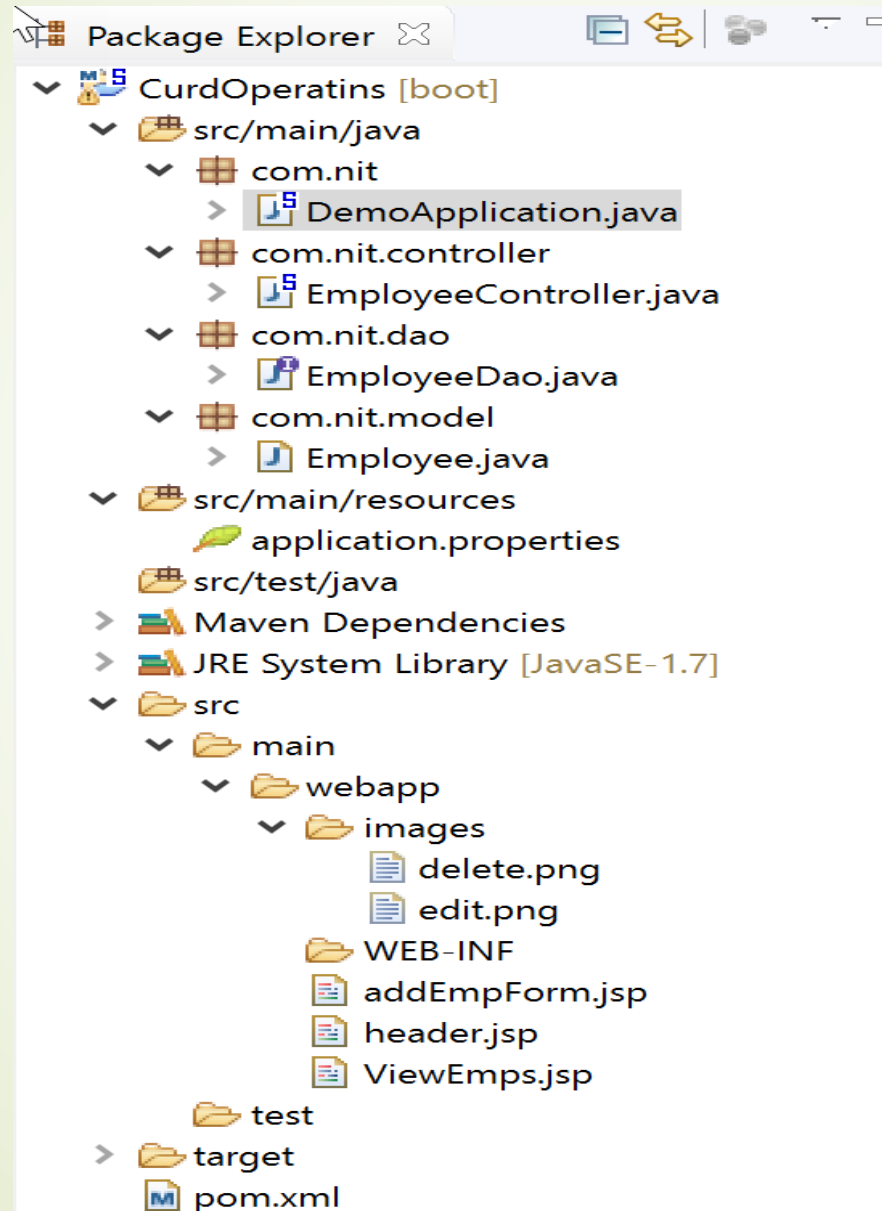 Package Explorer
CurdOperatins [boot]
src/main/java
com.nit
DemoApplication.java
com.nit.controller
EmployeeController.java
com.nit.dao
EmployeeDao.java
com.nit.model
Employee.java
src/main/resources
application.properties
src/test/java
Maven Dependencies
JRE System Library [JavaSE-1.7]
src
main
webapp
images
delete.png
edit.png
WEB-INF
addEmpForm.jsp
header.jsp
ViewEmps.jsp
test
target
pom.xml